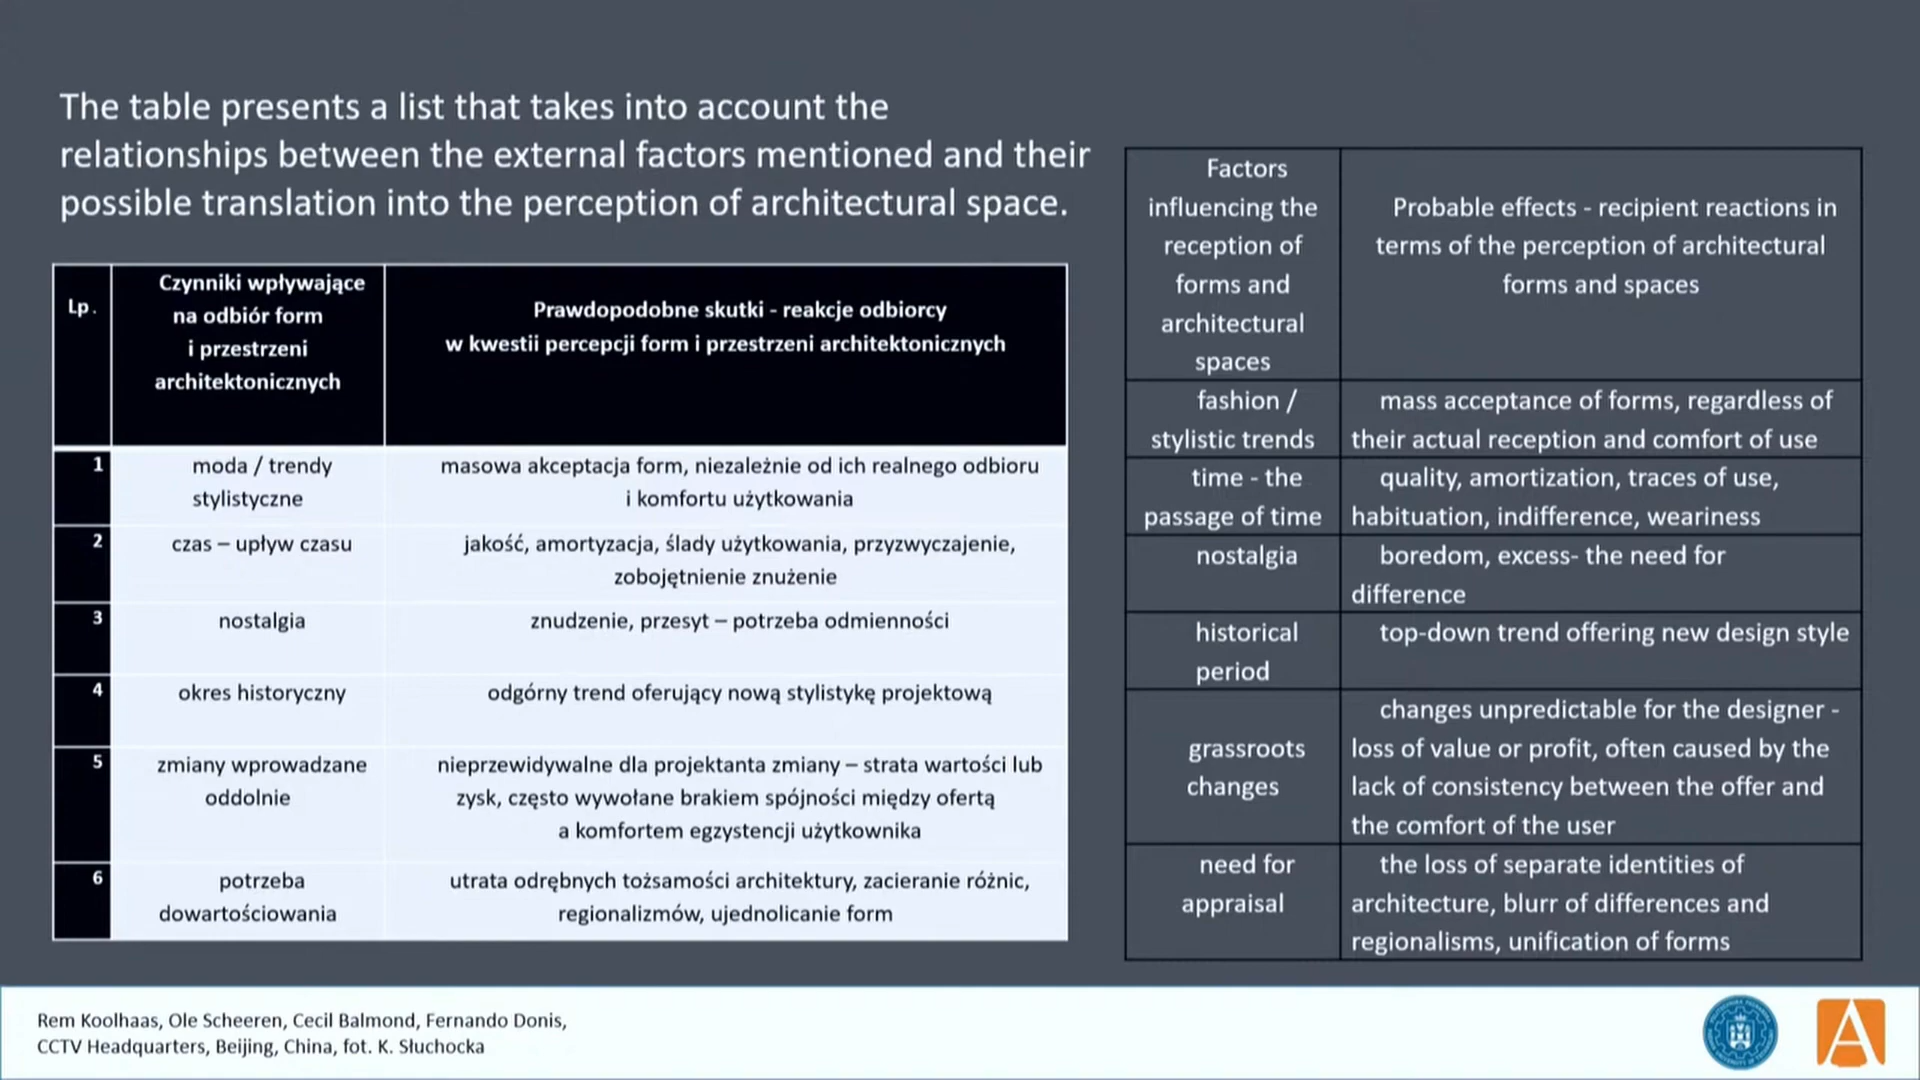 The table presents a list that takes into account the
relationships between the external factors mentioned and their
possible translation into the perception of architectural space.
Lp.
Czynniki wpływające
na odbiór form
i przestrzeni
architektonicznych
Prawdopodobne skutki - reakcje odbiorcy
w kwestii percepcji form i przestrzeni architektonicznych
1
moda / trendy
stylistyczne
masowa akceptacja form, niezależnie od ich realnego odbioru
i komfortu użytkowania
2
czas – upływ czasu
jakość, amortyzacja, ślady użytkowania, przyzwyczajenie,
zobojętnienie znużenie
3
nostalgia
znudzenie, przesyt – potrzeba odmienności
4
okres historyczny
odgórny trend oferujący nową stylistykę projektową
5
zmiany wprowadzane
oddolnie
nieprzewidywalne dla projektanta zmiany – strata wartości lub
zysk, często wywołane brakiem spójności między ofertą
a komfortem egzystencji użytkownika
6
potrzeba
dowartościowania
utrata odrębnych tożsamości architektury, zacieranie różnic,
regionalizmów, ujednolicanie form
Factors
influencing the
reception of
forms and
architectural
spaces
Probable effects - recipient reactions in
terms of the perception of architectural
forms and spaces
fashion /
stylistic trends
mass acceptance of forms, regardless of
their actual reception and comfort of use
time - the
passage of time
quality, amortization, traces of use,
habituation, indifference, weariness
nostalgia
boredom, excess- the need for
difference
historical
period
top-down trend offering new design style
grassroots
changes
changes unpredictable for the designer -
loss of value or profit, often caused by the
lack of consistency between the offer and
the comfort of the user
need for
appraisal
the loss of separate identities of
architecture, blurr of differences and
regionalisms, unification of forms
Rem Koolhaas, Ole Scheeren, Cecil Balmond, Fernando Donis,
CCTV Headquarters, Beijing, China, fot. K. Słuchocka
A